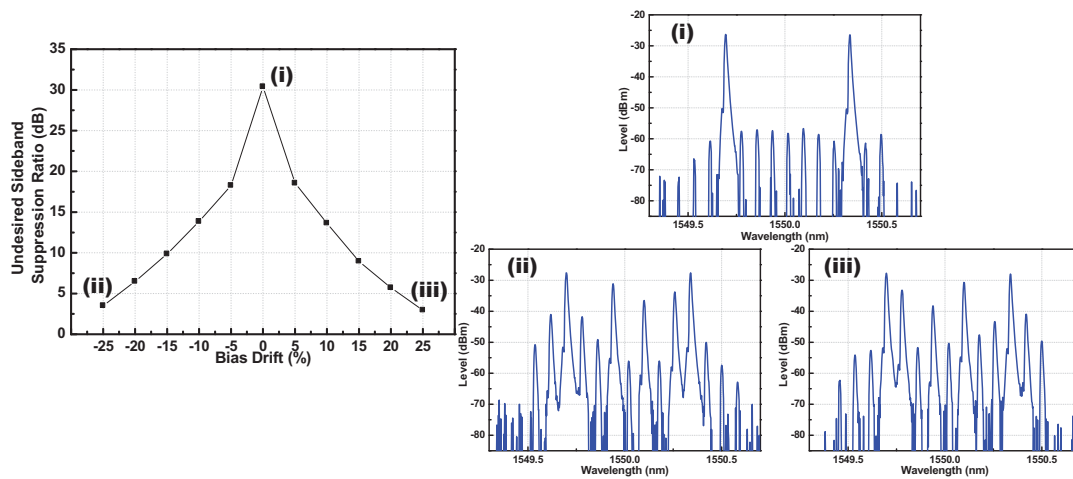 Undesired Sideband
Suppression Ratio (dB)
35
30
25
20
15
10
5
0
(i)
(ii)
(iii)
-25 -20 -15 -10 -5 0 5 10 15 20 25
Bias Drift (%)
(i)
Level (dBm)
-20
-30
-40
-50
-60
-70
-80
1549.5 1550.0 1550.5
Wavelength (nm)
(ii)
Level (dBm)
-20
-30
-40
-50
-60
-70
-80
1549.5 1550.0 1550.5
Wavelength (nm)
(iii)
Level (dBm)
-20
-30
-40
-50
-60
-70
-80
1549.5 1550.0 1550.5
Wavelength (nm)